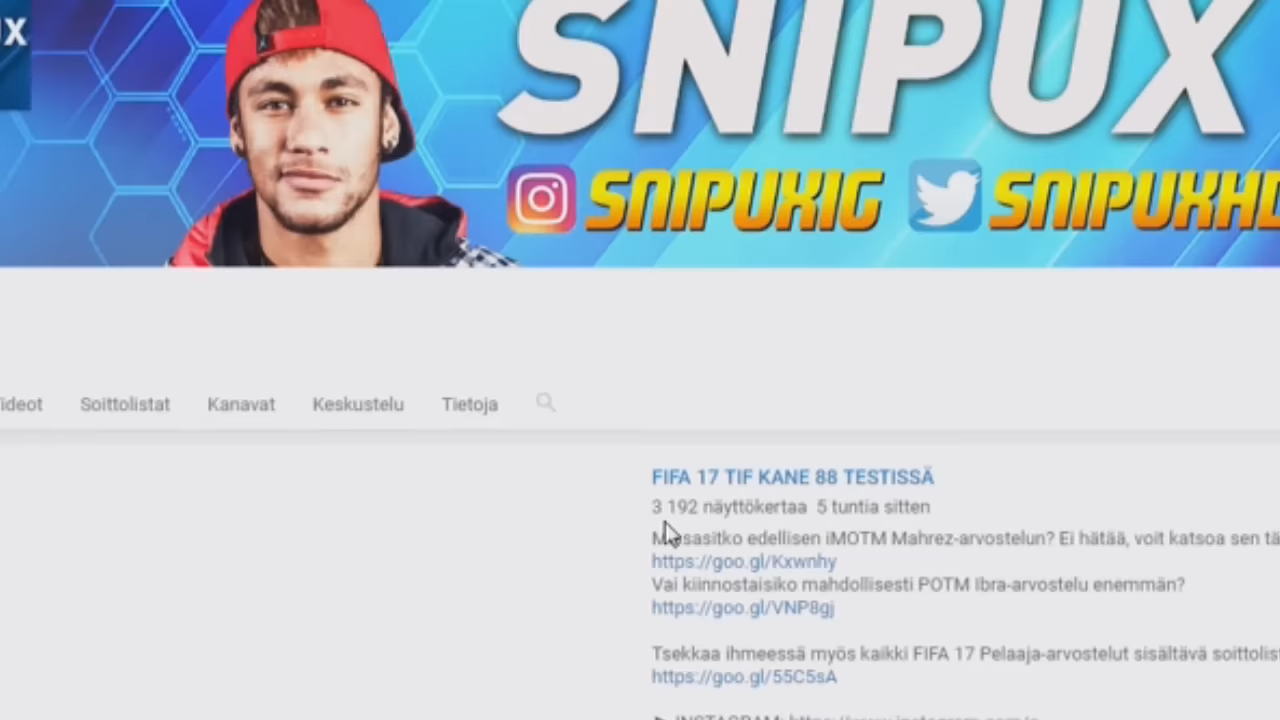 UX
SNIPUX
SNIPUXIG SNIPUXHD
ideot Soittolistat Kanavat Keskustelu Tietoja
FIFA 17 TIF KANE 88 TESTISSÄ
3 192 näyttökertaa 5 tuntia sitten
edellisen iMOTM Mahrez-arvostelun? Ei hätää, voit katsoa sen tä
https://goo.gl/Kxwnhy
Vai kiinnostaisiko mahdollisesti POTM Ibra-arvostelu enemmän?
https://goo.gl/VNP8gj
Tsekkaa ihmeessä myös kaikki FIFA 17 Pelaaja-arvostelut sisältävä soittolist
https://goo.gl/55C5sA